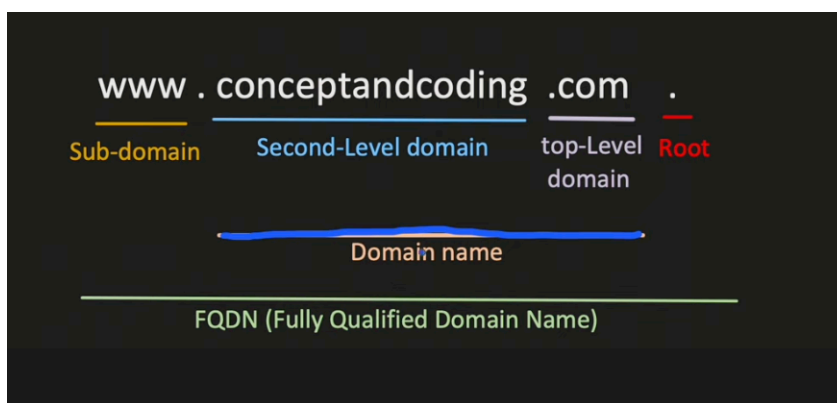 www . conceptandcoding .com .
Sub-domain Second-Level domain top-Level Root
domain
Domain name
FQDN (Fully Qualified Domain Name)